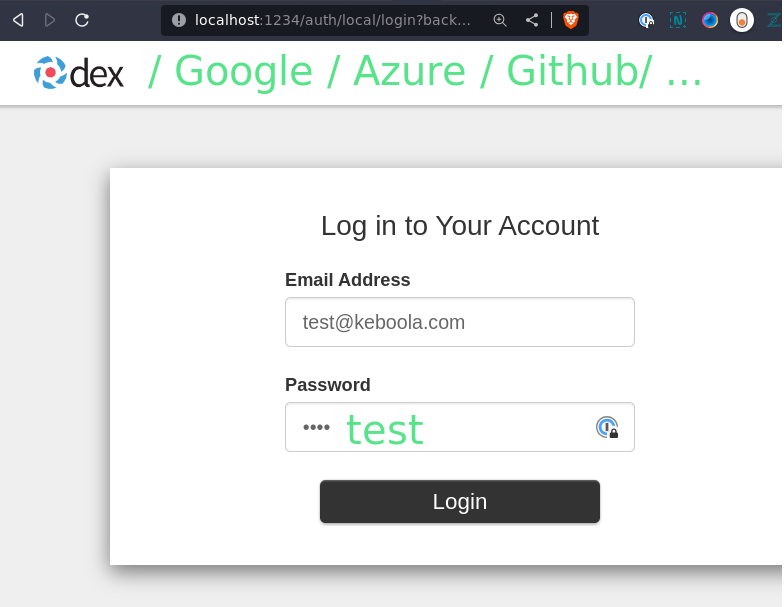 localhost:1234/auth/local/login?back...
dex / Google / Azure / Github/ ...
Log in to Your Account
Email Address
test@keboola.com
Password
•••• test
Login